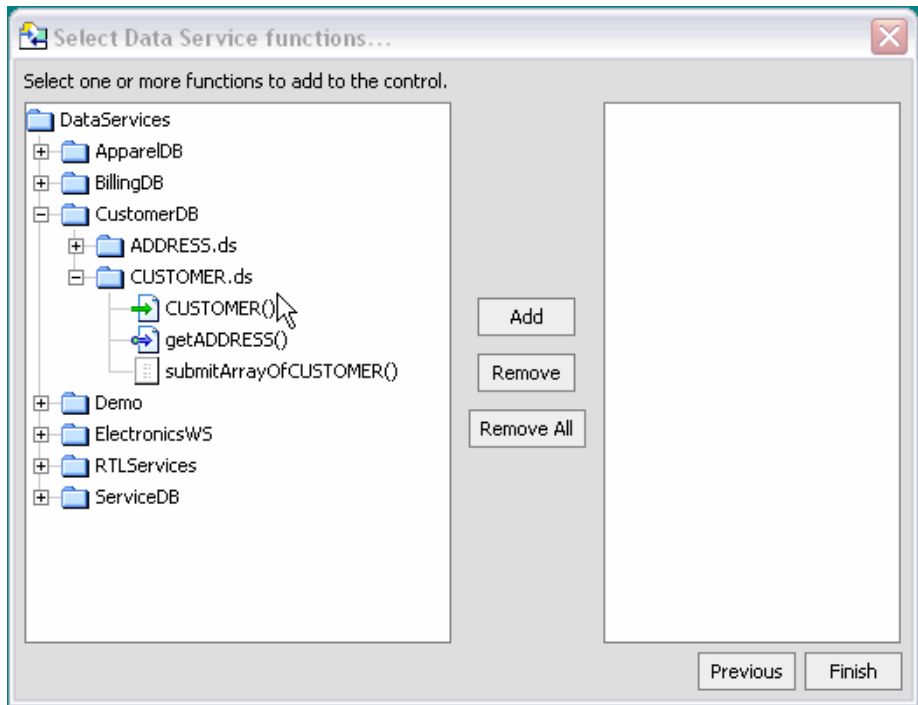 Select Data Service functions...
Select one or more functions to add to the control.
DataServices
ApparelDB
BillingDB
CustomerDB
ADDRESS.ds
CUSTOMER.ds
CUSTOMER()
getADDRESS()
submitArrayOfCUSTOMER()
Demo
ElectronicsWS
RTLServices
ServiceDB
Add
Remove
Remove All
Previous Finish